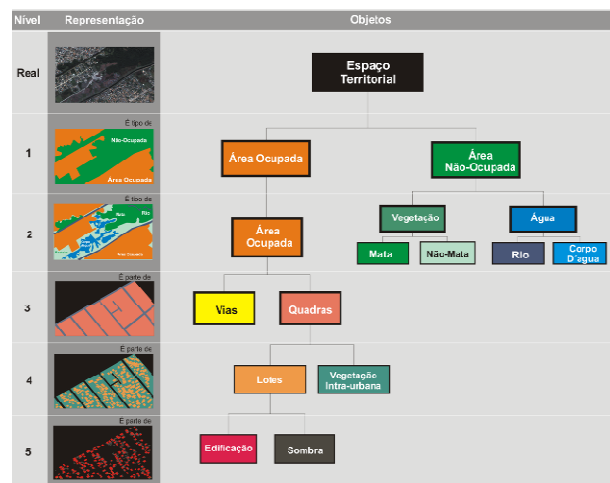 Nível Representação Objetos
Real
Espaço
Territorial
É tipo de
1
Não-Ocupada
Área Ocupada
Área Ocupada
Área
Não-Ocupada
É tipo de
2
Rio
Área
Ocupada
Vegetação
Água
Mata
Não-Mata
Rio
Corpo
D´agua
É parte de
3
Vias
Quadras
É parte de
4
Lotes
Vegetação
Intra-urbana
É parte de
5
Edificação
Sombra